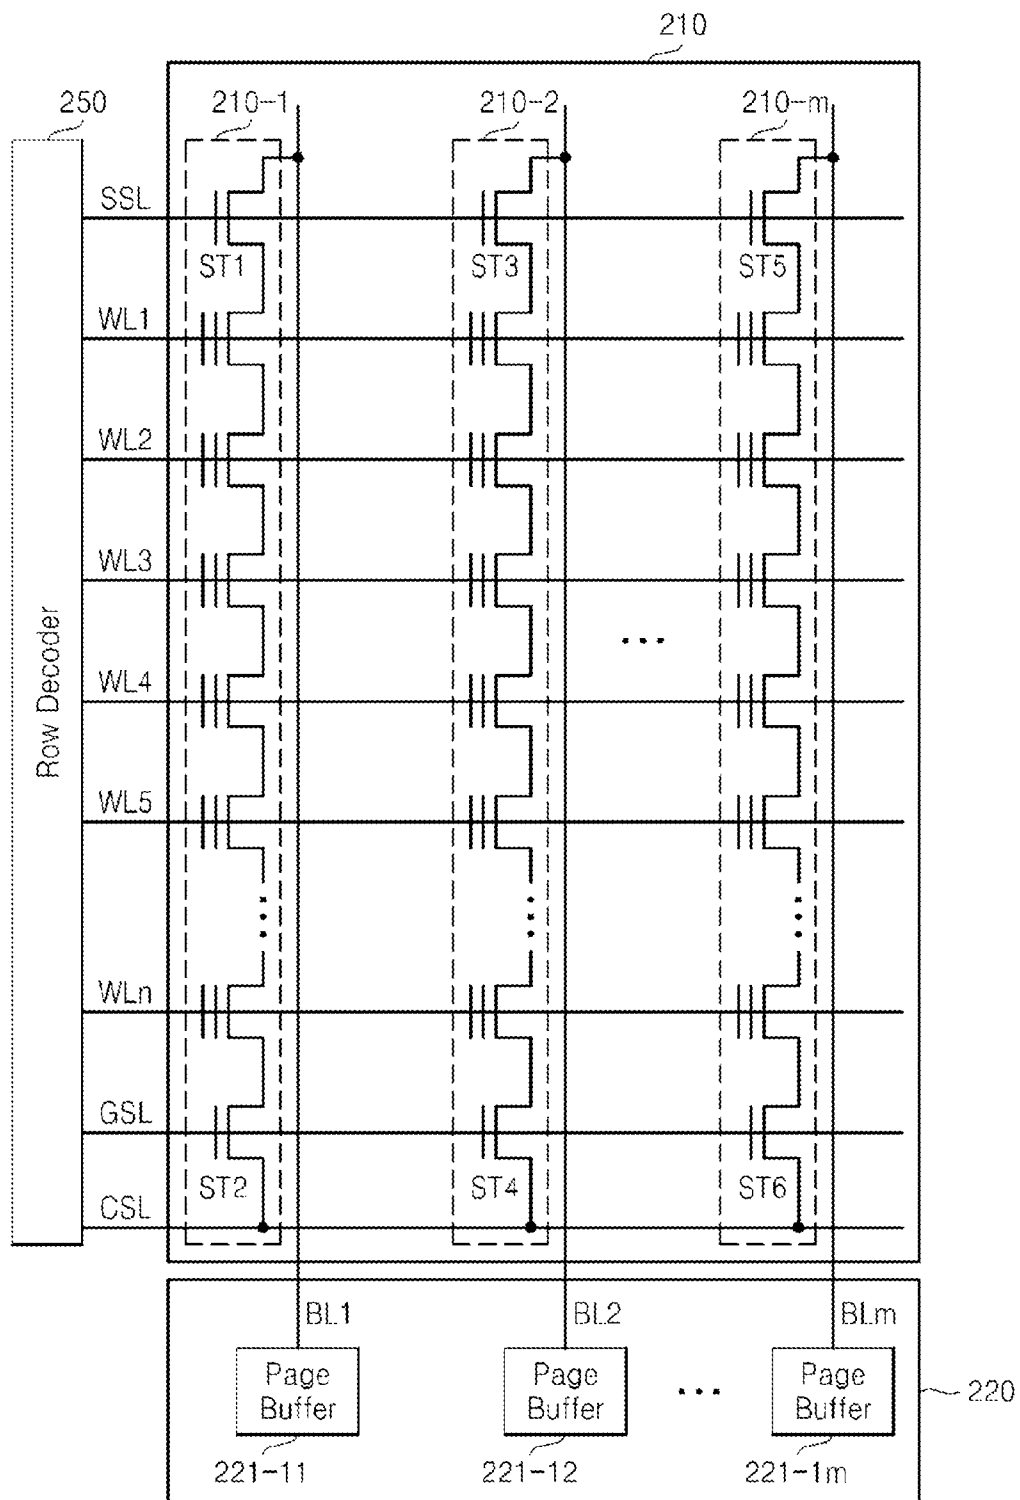 210
250
210-1
210-2
210-m
SSL
ST1
ST3
ST5
WL1
WL2
WL3
...
Row Decoder
WL4
WL5
WLn
GSL
ST2
ST4
ST6
CSL
BL1
BL2
BLm
Page
Buffer
Page
Buffer
...
Page
Buffer
220
221-11
221-12
221-1m